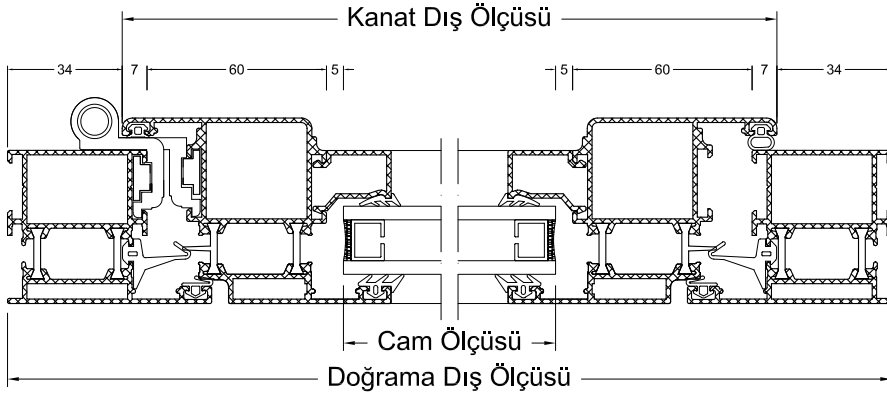 Kanat Dış Ölçüsü
34 7 60 5 5 60 7 34
Cam Ölçüsü
Doğrama Dış Ölçüsü